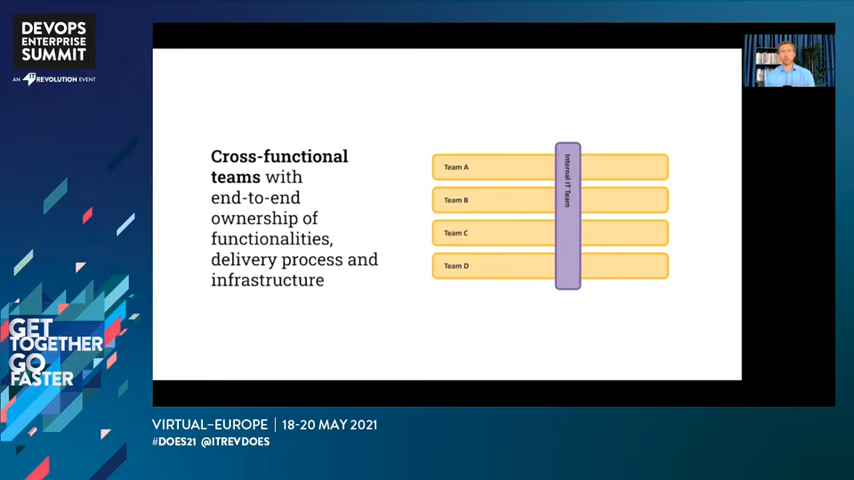 DEVOPS
ENTERPRISE
SUMMIT
AN IT REVOLUTION EVENT
Cross-functional
teams with
end-to-end
ownership of
functionalities,
delivery process and
infrastructure
Team A
Team B
Team C
Team D
Internal IT Team
GET
TOGETHER
GO
FASTER
VIRTUAL–EUROPE | 18-20 MAY 2021
#DOES21 @ITREVDOES